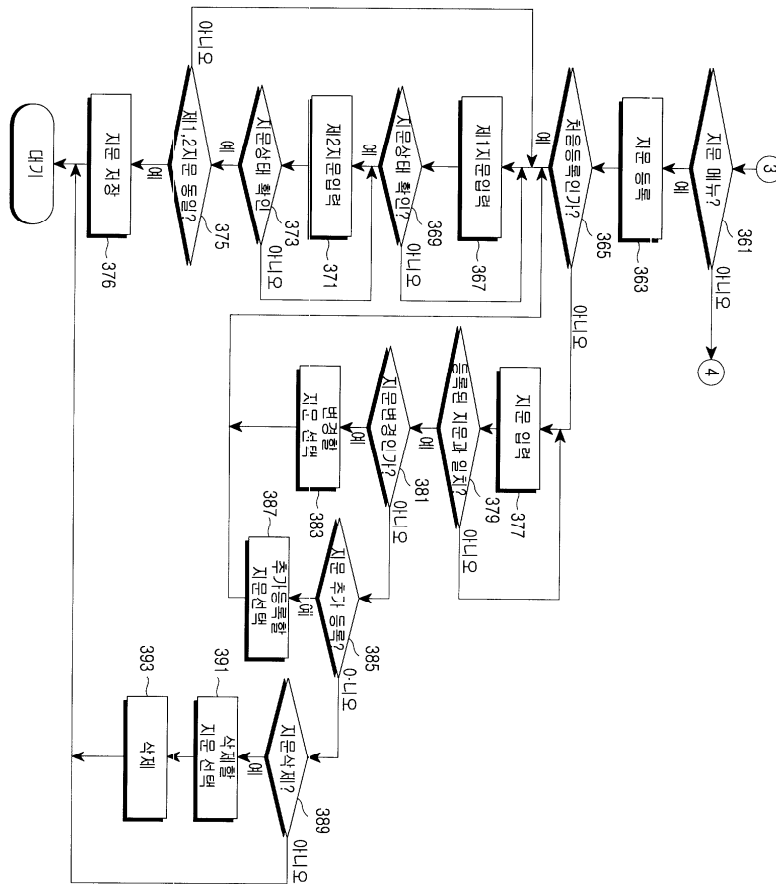 3
지문 메뉴?
361
예
아니오
4
지문 등록
363
처음등록인가?
365
예
아니오
제1지문입력
367
지문상태 확인?
369
예
아니오
제2지문입력
371
지문상태 확인
373
예
아니오
제1,2지문 동일?
375
예
아니오
지문 저장
376
대기
지문 입력
377
등록된 지문과 일치?
379
예
아니오
지문변경인가?
381
예
아니오
변경할
지문 선택
383
지문 추가 등록?
385
예
아니오
추가등록할
지문선택
387
지문삭제?
389
예
아니오
삭제할
지문 선택
391
삭제
393